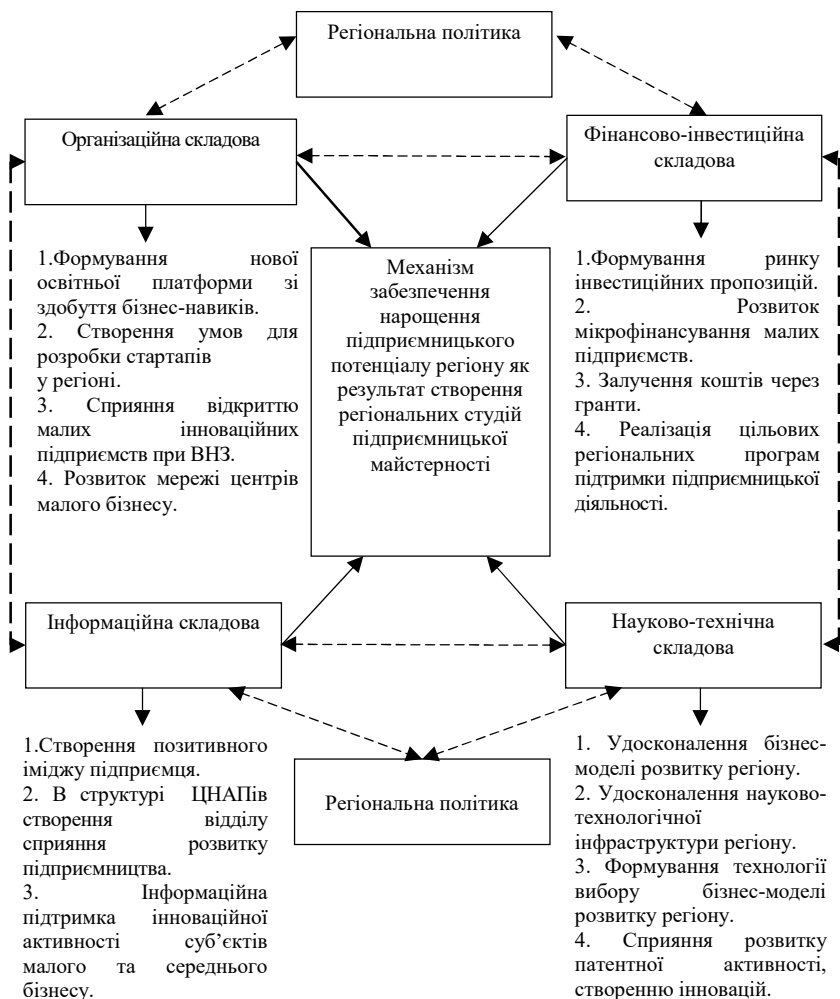 Регіональна політика
Організаційна складова
Фінансово-інвестиційна
складова
1.Формування нової
освітньої платформи зі
здобуття бізнес-навиків.
2. Створення умов для
розробки стартапів
у регіоні.
3. Сприяння відкриттю
малих інноваційних
підприємств при ВНЗ.
4. Розвиток мережі центрів
малого бізнесу.
Механізм
забезпечення
нарощення
підприємницького
потенціалу регіону як
результат створення
регіональних студій
підприємницької
майстерності
1.Формування ринку
інвестиційних пропозицій.
2. Розвиток
мікрофінансування малих
підприємств.
3. Залучення коштів через
гранти.
4. Реалізація цільових
регіональних програм
підтримки підприємницької
діяльності.
Інформаційна складова
Науково-технічна
складова
1.Створення позитивного
іміджу підприємця.
2. В структурі ЦНАПів
створення відділу
сприяння розвитку
підприємництва.
3. Інформаційна
підтримка інноваційної
активності суб’єктів
малого та середнього
бізнесу.
Регіональна політика
1. Удосконалення бізнес-
моделі розвитку регіону.
2. Удосконалення науково-
технологічної
інфраструктури регіону.
3. Формування технології
вибору бізнес-моделі
розвитку регіону.
4. Сприяння розвитку
патентної активності,
створенню інновацій.